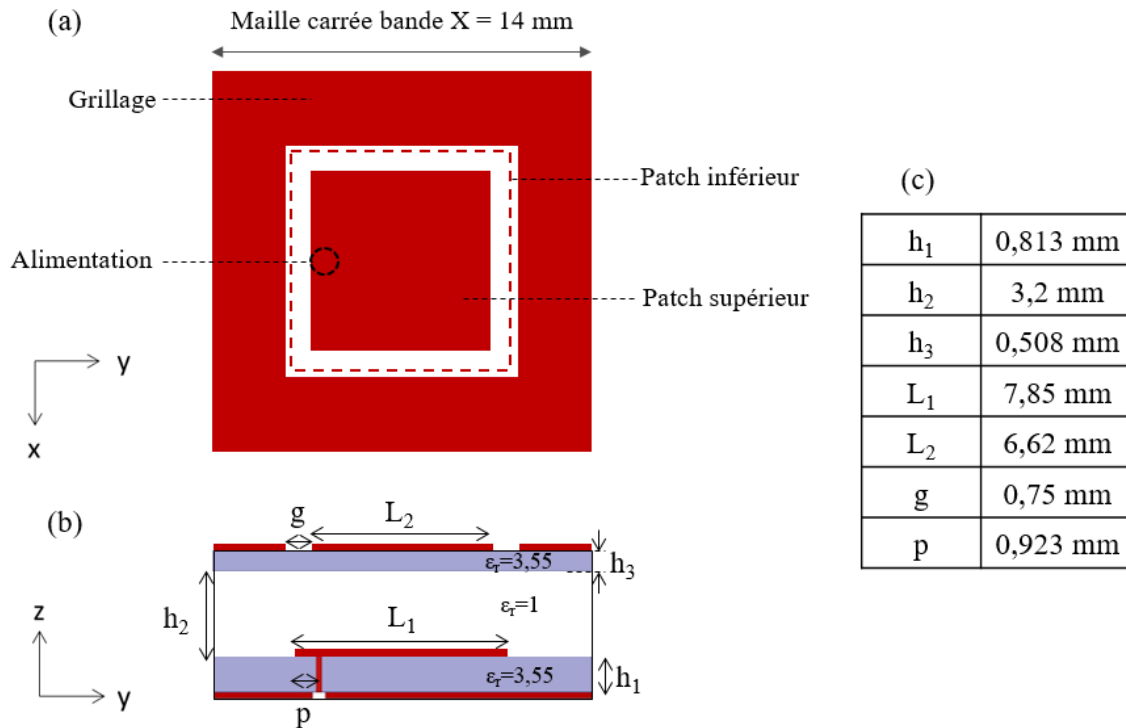 (a)
Maille carrée bande X = 14 mm
Grillage
Patch inférieur
Alimentation
Patch supérieur
y
x
(b)
g
L₂
εᵣ=3,55
h₃
h₂
εᵣ=1
L₁
z
εᵣ=3,55
h₁
y
p
(c)
h₁ 0,813 mm
h₂ 3,2 mm
h₃ 0,508 mm
L₁ 7,85 mm
L₂ 6,62 mm
g 0,75 mm
p 0,923 mm